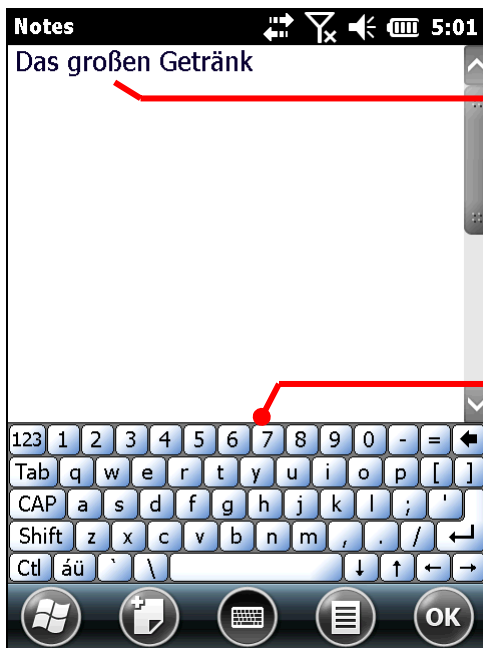 Notes 5:01
Das großen Getränk
123 1 2 3 4 5 6 7 8 9 0 - =
Tab q w e r t y u i o p [ ]
CAP a s d f g h j k l ; '
Shift z x c v b n m , . /
Ctl áü ` \
OK